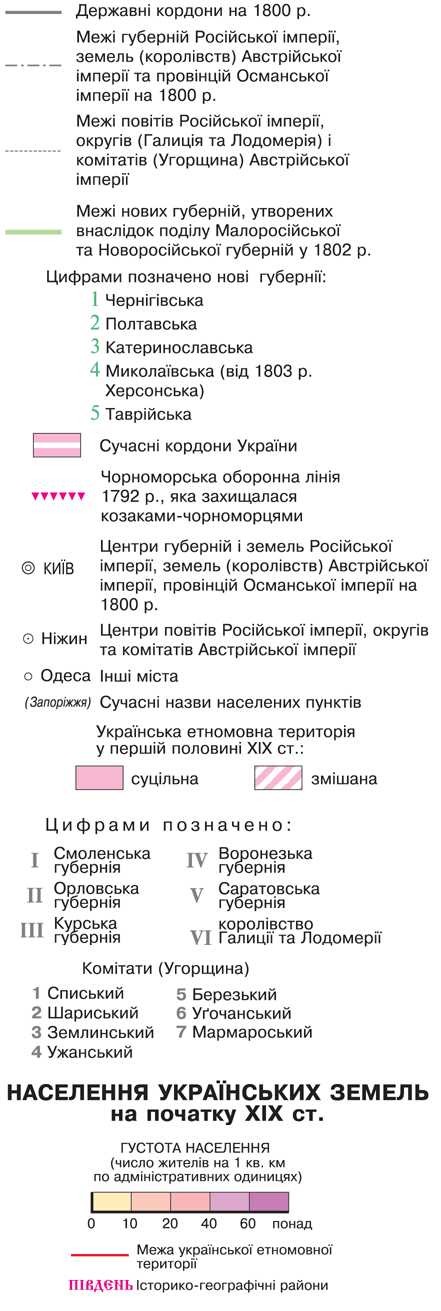 Державні кордони на 1800 р.
Межі губерній Російської імперії,
земель (королівств) Австрійської
імперії та провінцій Османської
імперії на 1800 р.
Межі повітів Російської імперії,
округів (Галиція та Лодомерія) і
комітатів (Угорщина) Австрійської
імперії
Межі нових губерній, утворених
внаслідок поділу Малоросійської
та Новоросійської губерній у 1802 р.
Цифрами позначено нові губернії:
1 Чернігівська
2 Полтавська
3 Катеринославська
4 Миколаївська (від 1803 р.
Херсонська)
5 Таврійська
Сучасні кордони України
Чорноморська оборонна лінія
1792 р., яка захищалася
козаками-чорноморцями
Центри губерній і земель Російської
КИЇВ імперії, земель (королівств) Австрійської
імперії, провінцій Османської імперії на
1800 р.
Ніжин Центри повітів Російської імперії, округів
та комітатів Австрійської імперії
Одеса Інші міста
(Запоріжжя) Сучасні назви населених пунктів
Українська етномовна територія
у першій половині XIX ст.:
суцільна змішана
Цифрами позначено:
I Смоленська губернія
II Орловська губернія
III Курська губернія
IV Воронезька губернія
V Саратовська губернія
VI королівство Галиції та Лодомерії
Комітати (Угорщина)
1 Списький
2 Шариський
3 Землинський
4 Ужанський
5 Березький
6 Уґочанський
7 Мармароський
НАСЕЛЕННЯ УКРАЇНСЬКИХ ЗЕМЕЛЬ
на початку XIX ст.
ГУСТОТА НАСЕЛЕННЯ
(число жителів на 1 кв. км
по адміністративних одиницях)
0 10 20 40 60 понад
Межа української етномовної
території
ПІВДЕНЬ Історико-географічні райони